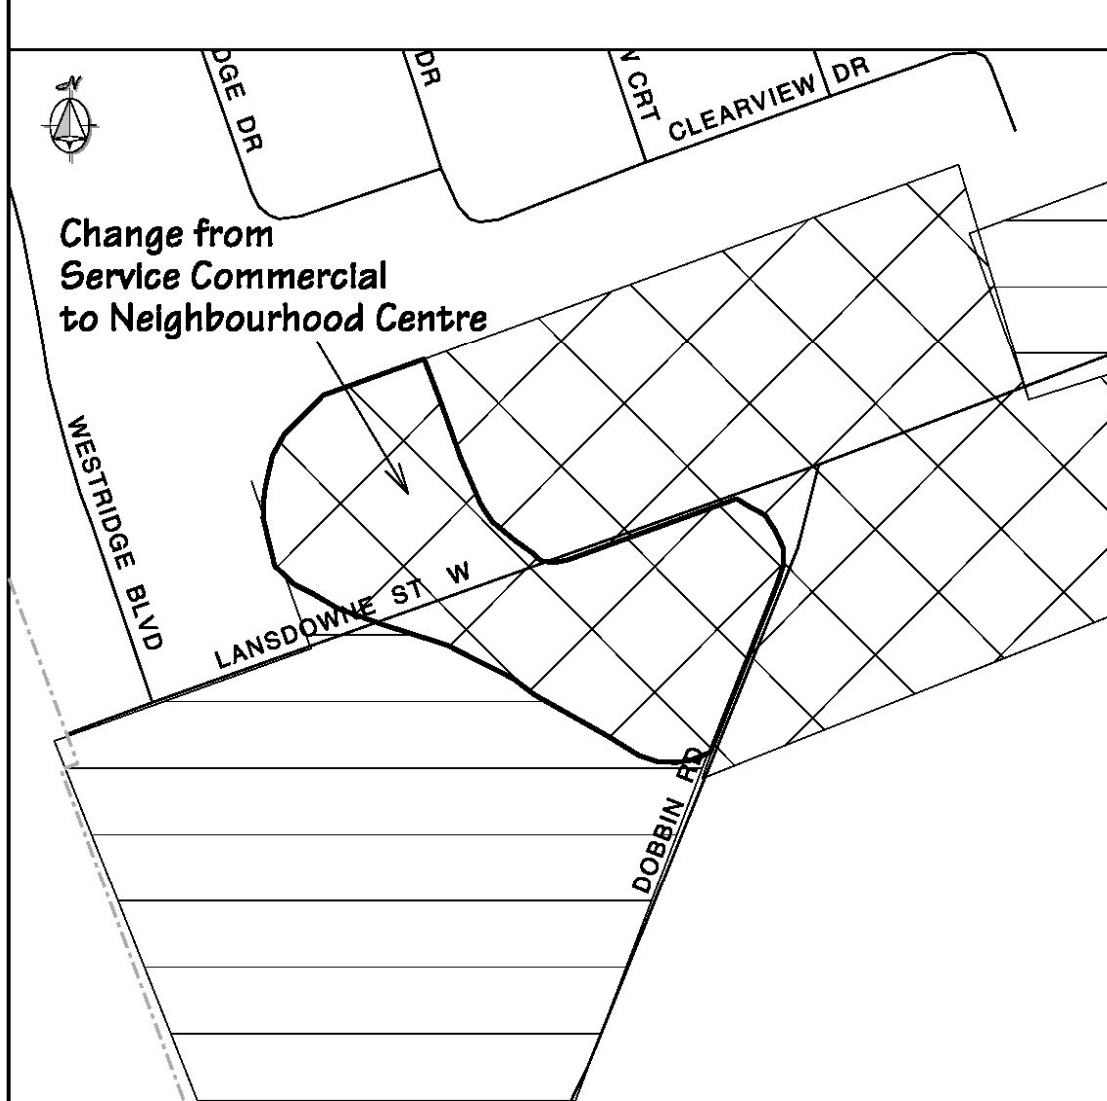 N
DGE DR
DR
V CRT
CLEARVIEW DR
Change from
Service Commercial
to Neighbourhood Centre
WESTRIDGE BLVD
LANSDOWNE ST W
DOBBIN RD